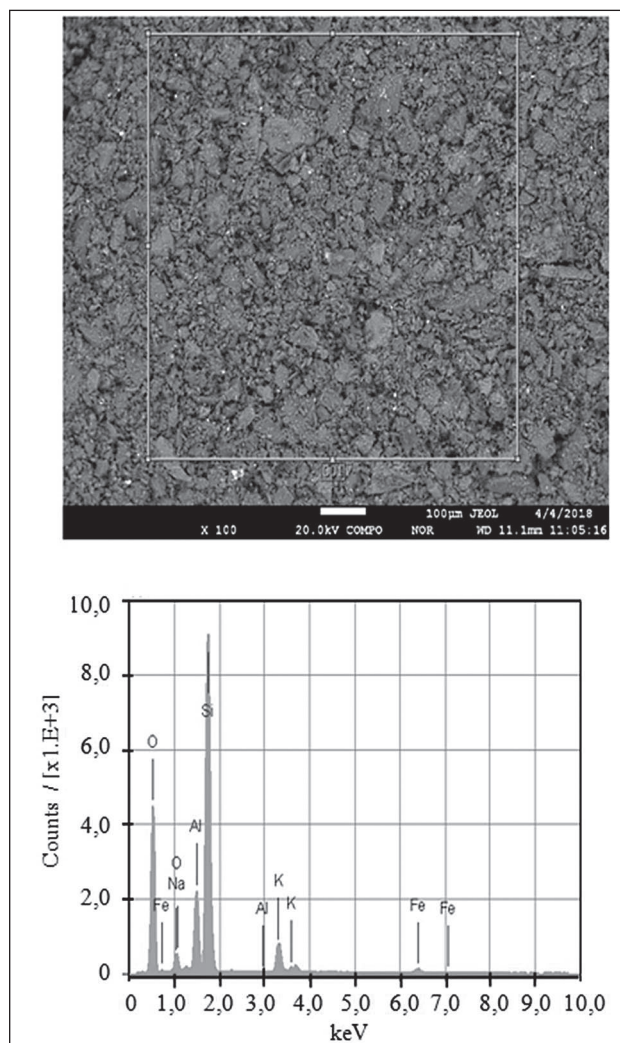 100µm JEOL 4/4/2018
X 100 20.0kV COMPO NOR WD 11.1mm 11:05:16
10,0
8,0
6,0
4,0
2,0
0
Counts / [x1.E+3]
O
Fe
O
Na
Al
Si
Al
K
K
Fe
Fe
0 1,0 2,0 3,0 4,0 5,0 6,0 7,0 8,0 9,0 10,0
keV